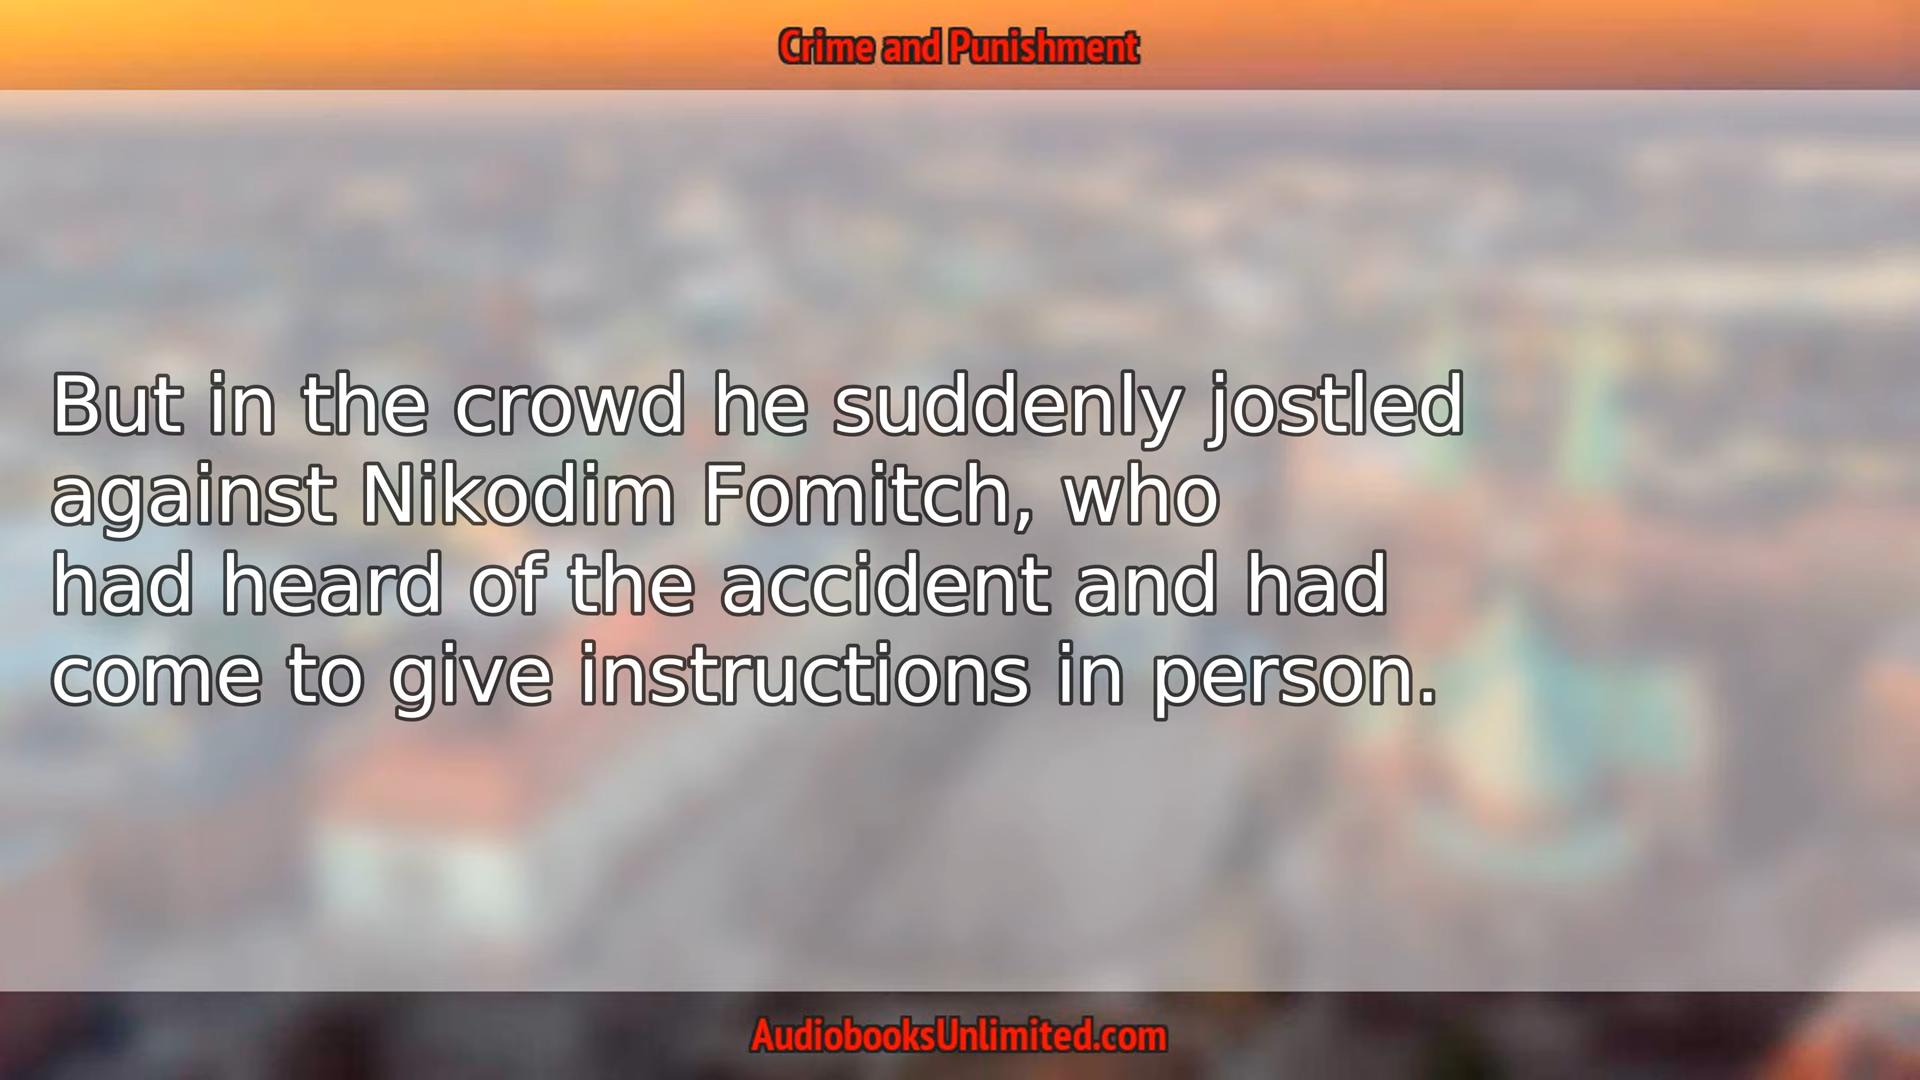 Crime and Punishment
But in the crowd he suddenly jostled
against Nikodim Fomitch, who
had heard of the accident and had
come to give instructions in person.
AudiobooksUnlimited.com